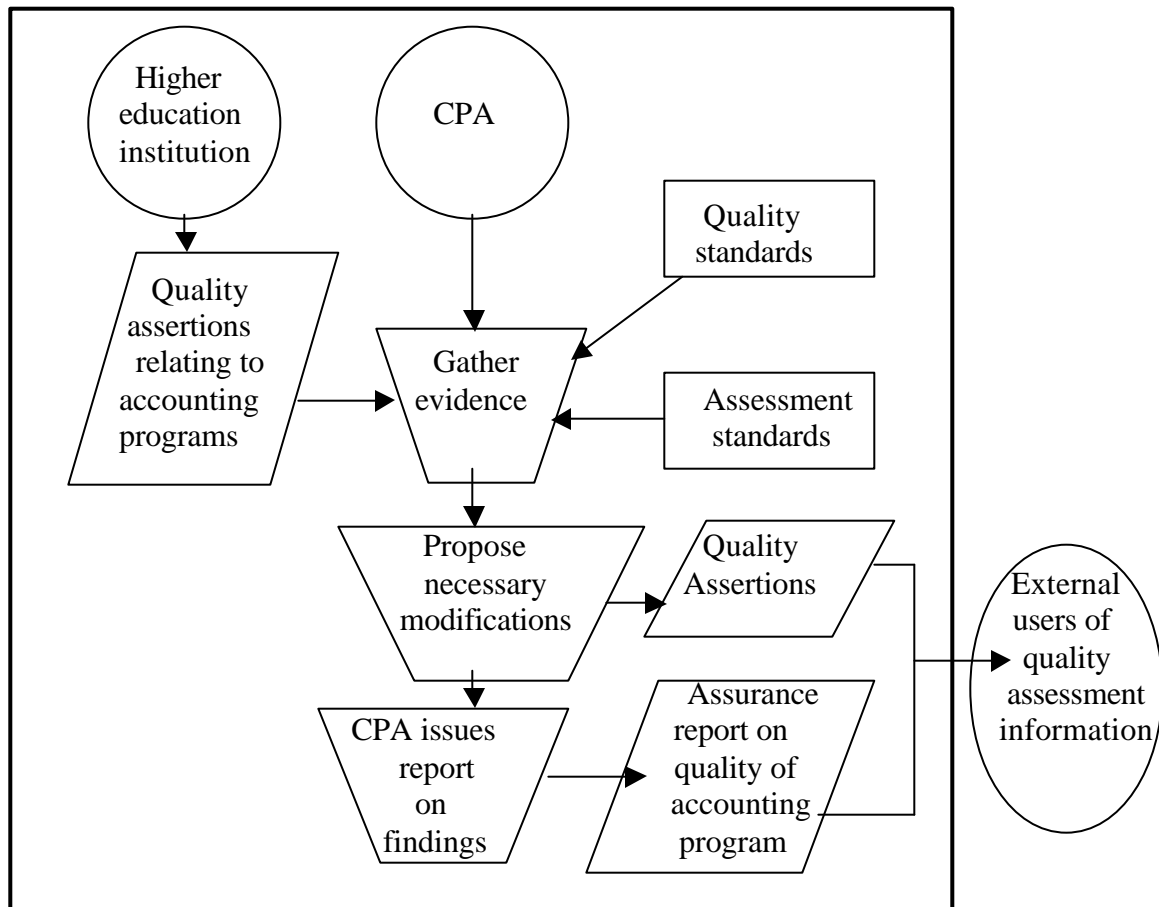 Higher
education
institution
CPA
Quality
standards
Quality
assertions
relating to
accounting
programs
Gather
evidence
Assessment
standards
Propose
necessary
modifications
Quality
Assertions
External
users of
quality
assessment
information
CPA issues
report
on
findings
Assurance
report on
quality of
accounting
program